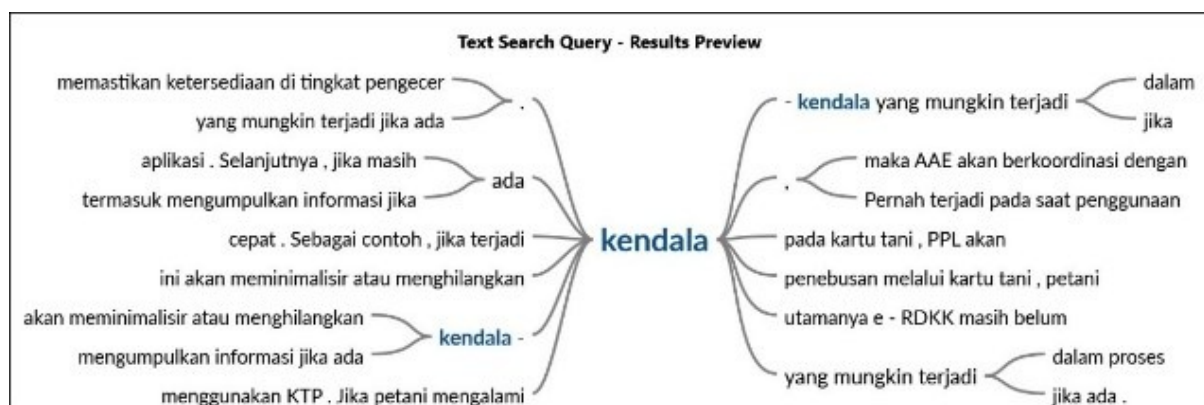 Text Search Query - Results Preview
memastikan ketersediaan di tingkat pengecer
yang mungkin terjadi jika ada
.
aplikasi . Selanjutnya , jika masih
termasuk mengumpulkan informasi jika
ada
cepat . Sebagai contoh , jika terjadi
ini akan meminimalisir atau menghilangkan
akan meminimalisir atau menghilangkan
mengumpulkan informasi jika ada
kendala -
menggunakan KTP . Jika petani mengalami
kendala
- kendala yang mungkin terjadi
dalam
jika
,
maka AAE akan berkoordinasi dengan
Pernah terjadi pada saat penggunaan
pada kartu tani , PPL akan
penebusan melalui kartu tani , petani
utamanya e - RDKK masih belum
yang mungkin terjadi
dalam proses
jika ada .